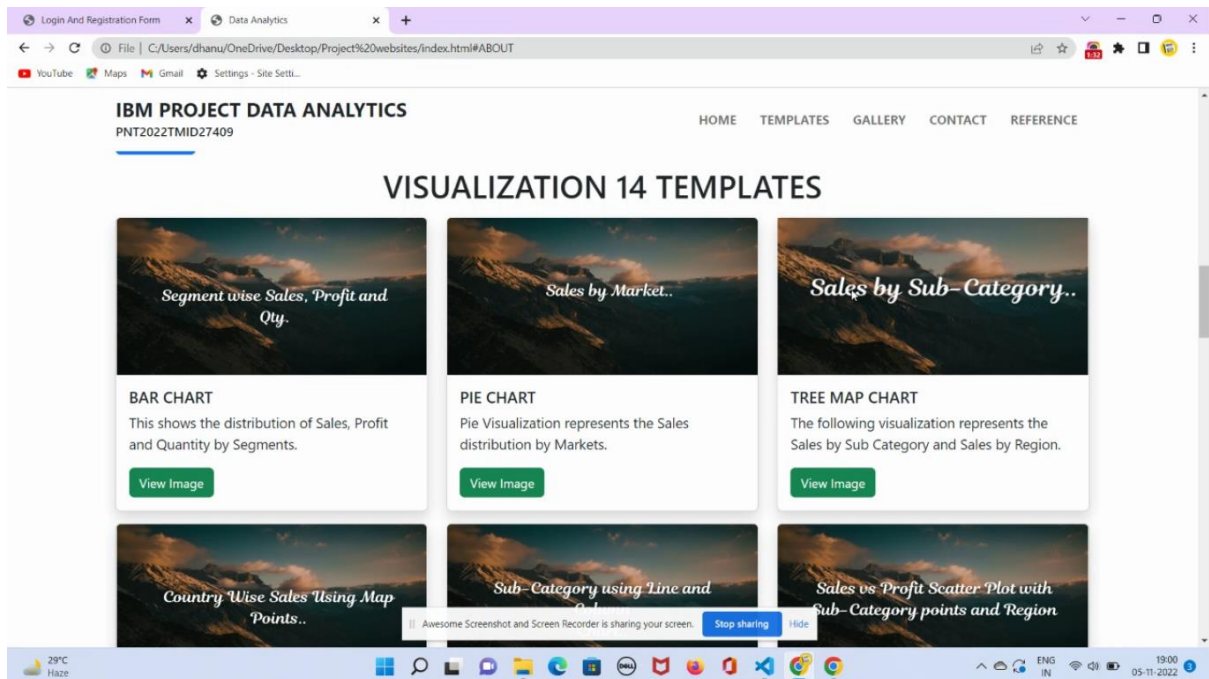 Login And Registration Form
Data Analytics
File | C:/Users/dhanu/OneDrive/Desktop/Project%20websites/index.html#ABOUT
1:32
YouTube Maps Gmail Settings - Site Setti...
IBM PROJECT DATA ANALYTICS
PNT2022TMID27409
HOME TEMPLATES GALLERY CONTACT REFERENCE
VISUALIZATION 14 TEMPLATES
Segment wise Sales, Profit and
Qty.
BAR CHART
This shows the distribution of Sales, Profit
and Quantity by Segments.
View Image
Sales by Market..
PIE CHART
Pie Visualization represents the Sales
distribution by Markets.
View Image
Sales by Sub-Category..
TREE MAP CHART
The following visualization represents the
Sales by Sub Category and Sales by Region.
View Image
Country Wise Sales Using Map
Points..
Sub-Category using Line and
Sales vs Profit Scatter Plot with
Sub-Category points and Region
Awesome Screenshot and Screen Recorder is sharing your screen. Stop sharing Hide
29°C
Haze
DELL
ENG
IN
19:00
05-11-2022
3